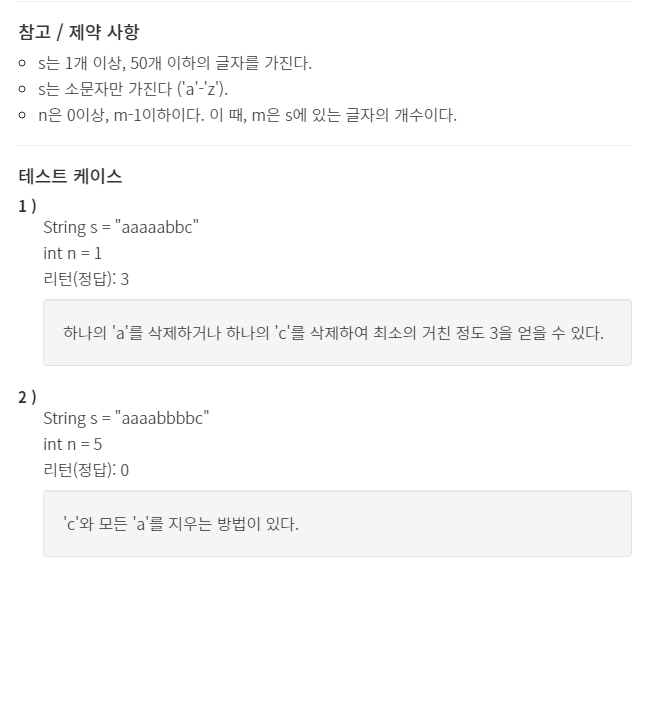 참고 / 제약 사항
s는 1개 이상, 50개 이하의 글자를 가진다.
s는 소문자만 가진다 ('a'-'z').
n은 0이상, m-1이하이다. 이 때, m은 s에 있는 글자의 개수이다.
테스트 케이스
1 )
String s = "aaaaabbc"
int n = 1
리턴(정답): 3
하나의 'a'를 삭제하거나 하나의 'c'를 삭제하여 최소의 거친 정도 3을 얻을 수 있다.
2 )
String s = "aaaabbbbc"
int n = 5
리턴(정답): 0
'c'와 모든 'a'를 지우는 방법이 있다.